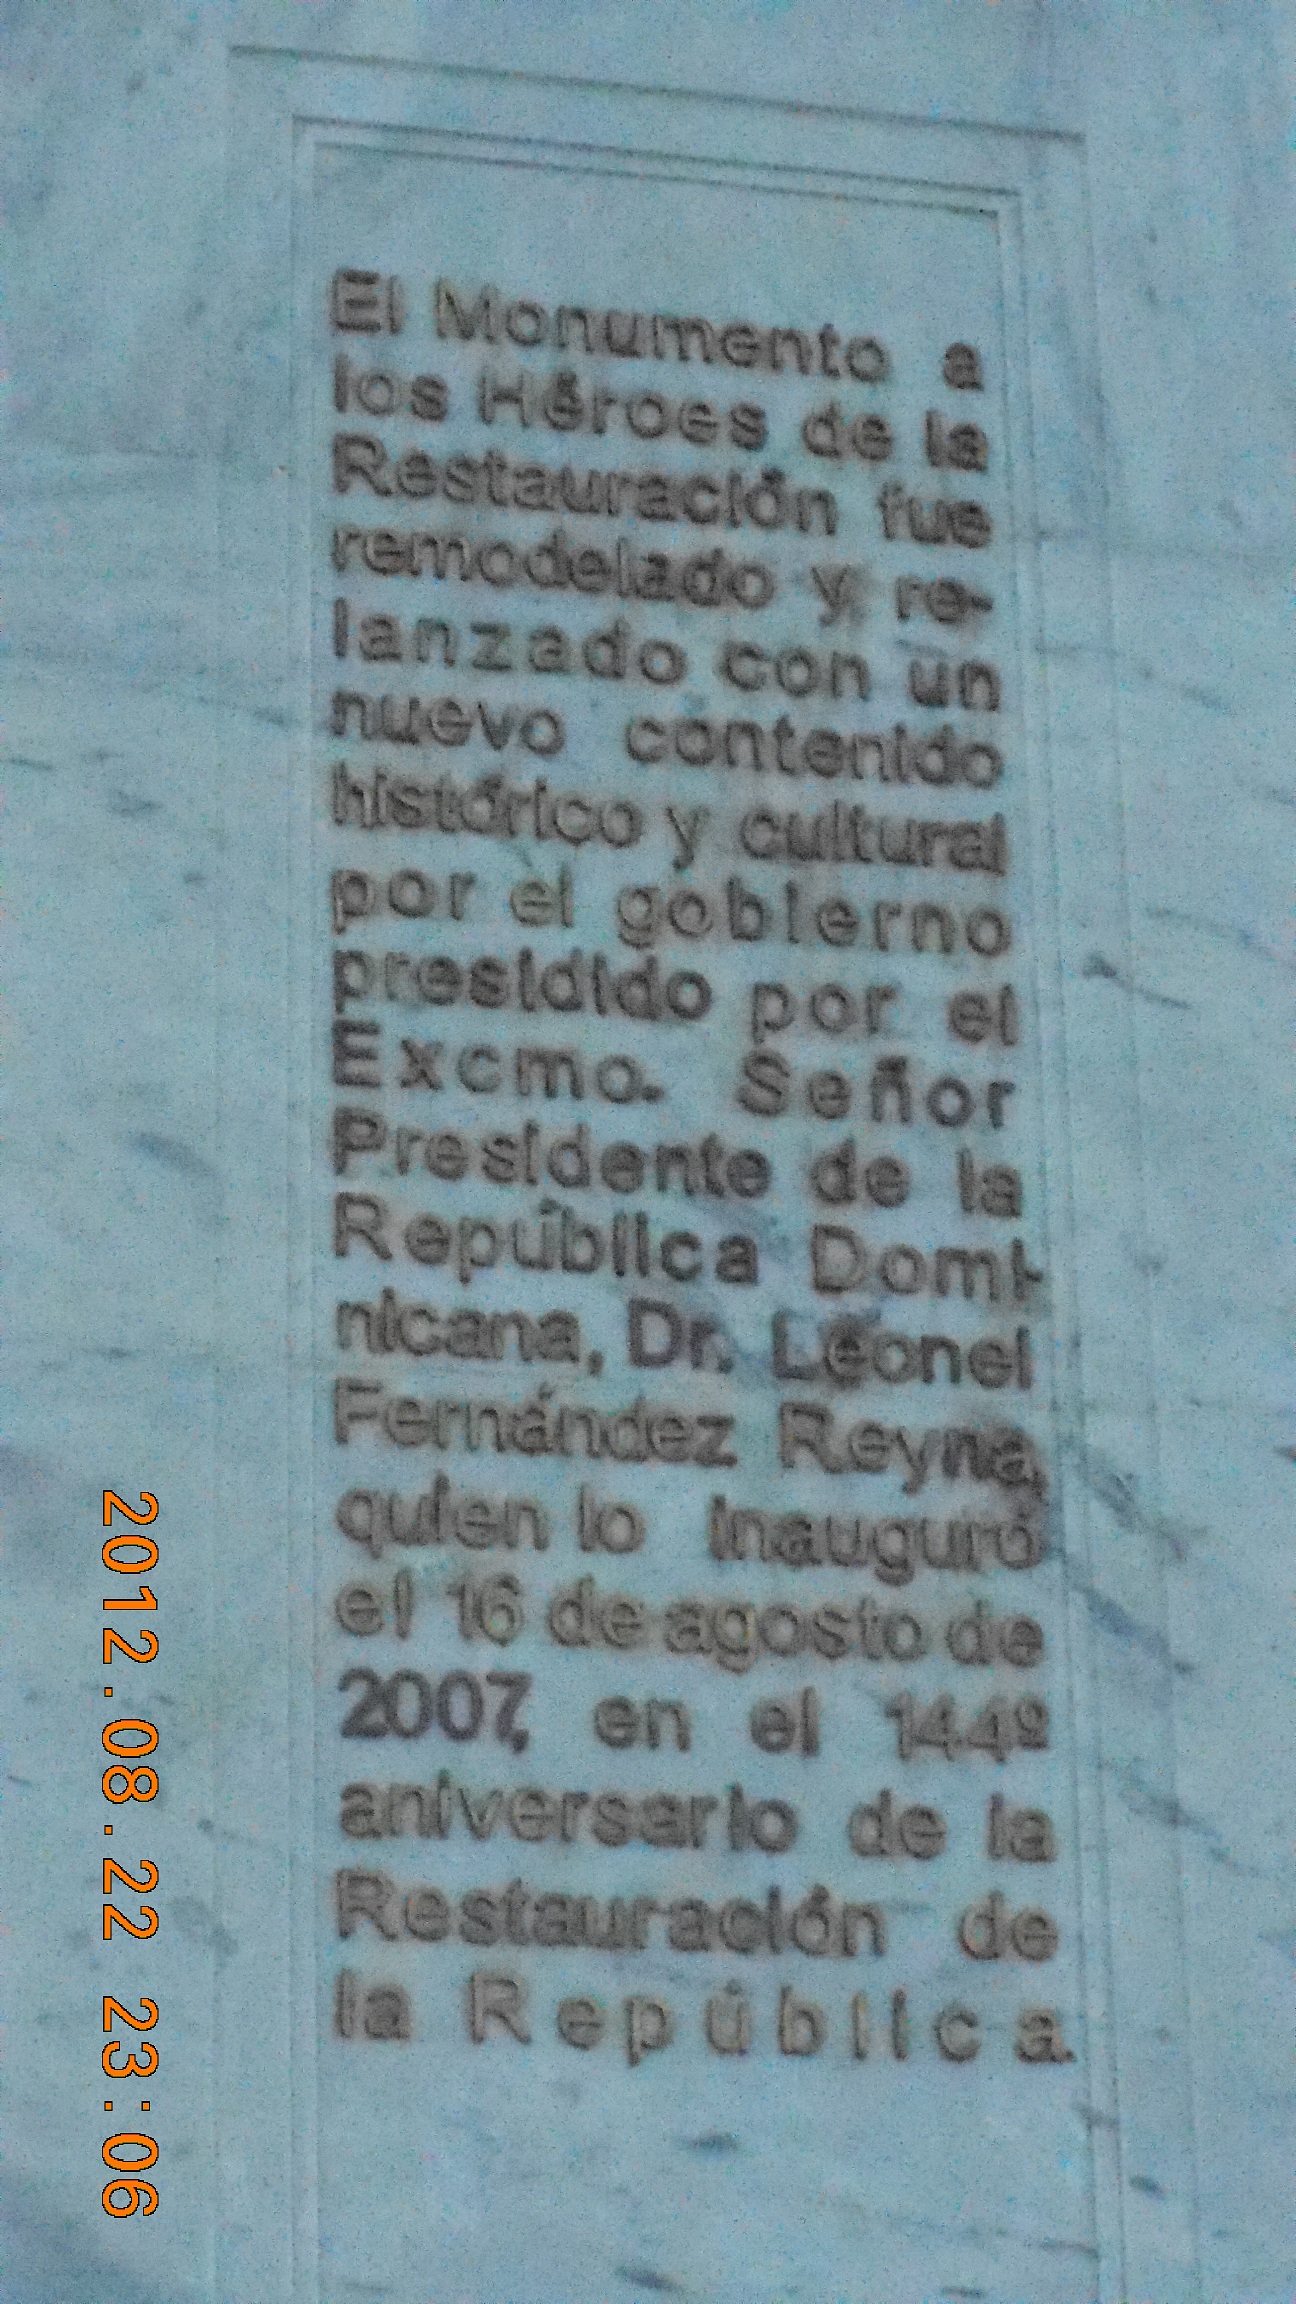 El Monumento a
los Héroes de la
Restauración fue
remodelado y re-
lanzado con un
nuevo contenido
histórico y cultural
por el gobierno
presidido por el
Excmo. Señor
Presidente de la
República Domi-
nicana, Dr. Leonel
Fernández Reyna,
quien lo inauguró
el 16 de agosto de
2007, en el 144º
aniversario de la
Restauración de
la República.
2012.08.22 23:06